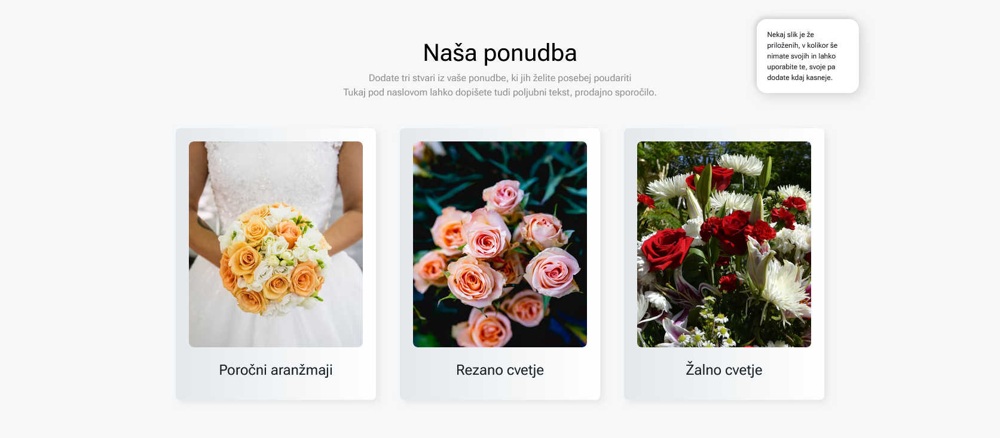 Naša ponudba
Dodate tri stvari iz vaše ponudbe, ki jih želite posebej poudariti
Tukaj pod naslovom lahko dopišete tudi poljubni tekst, prodajno sporočilo.
Nekaj slik je že
priloženih, v kolikor še
nimate svojih in lahko
uporabite te, svoje pa
dodate kdaj kasneje.
Poročni aranžmaji
Rezano cvetje
Žalno cvetje